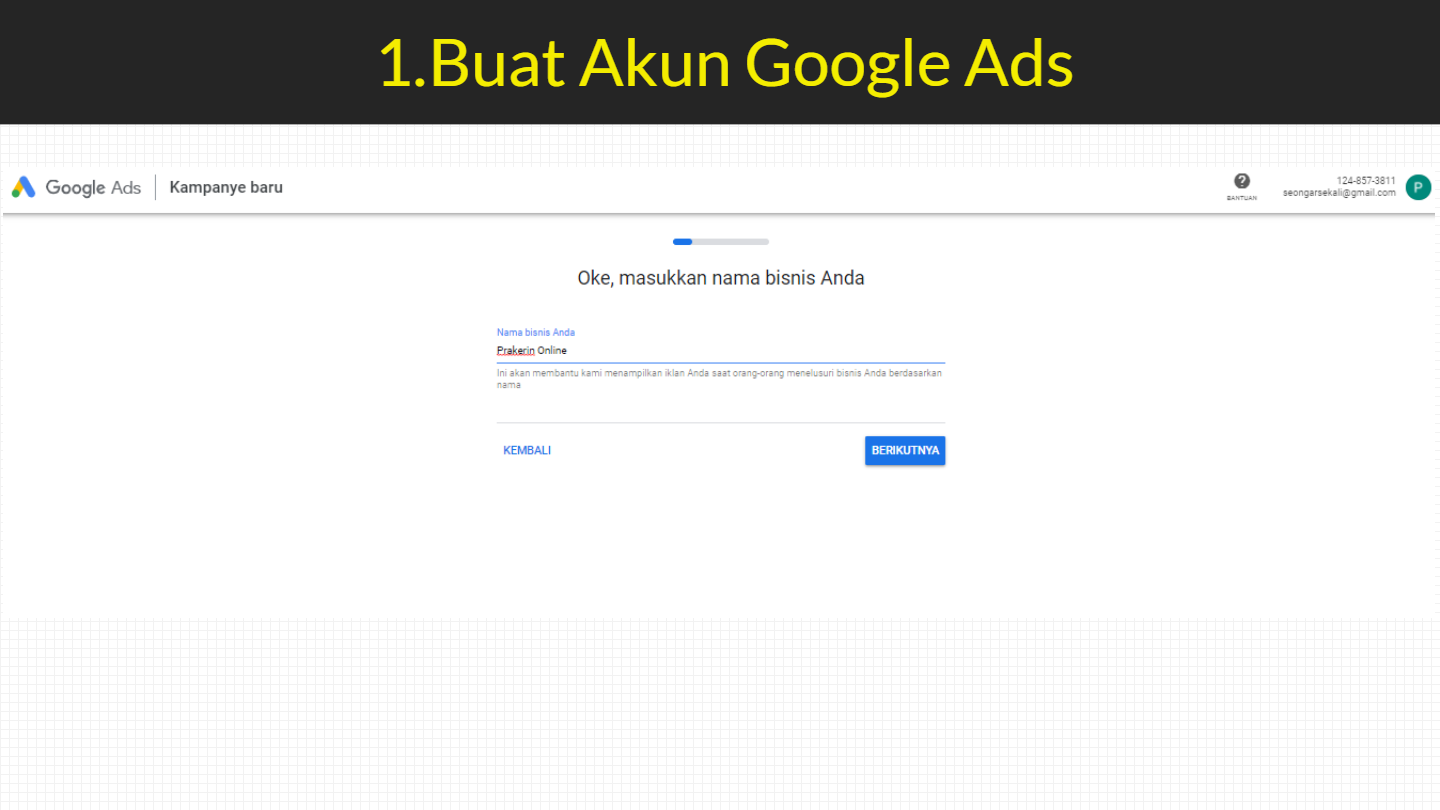 1.Buat Akun Google Ads
Google Ads Kampanye baru
BANTUAN
124-857-3811
seongarsekali@gmail.com
P
Oke, masukkan nama bisnis Anda
Nama bisnis Anda
Prakerin Online
Ini akan membantu kami menampilkan iklan Anda saat orang-orang menelusuri bisnis Anda berdasarkan
nama
KEMBALI BERIKUTNYA